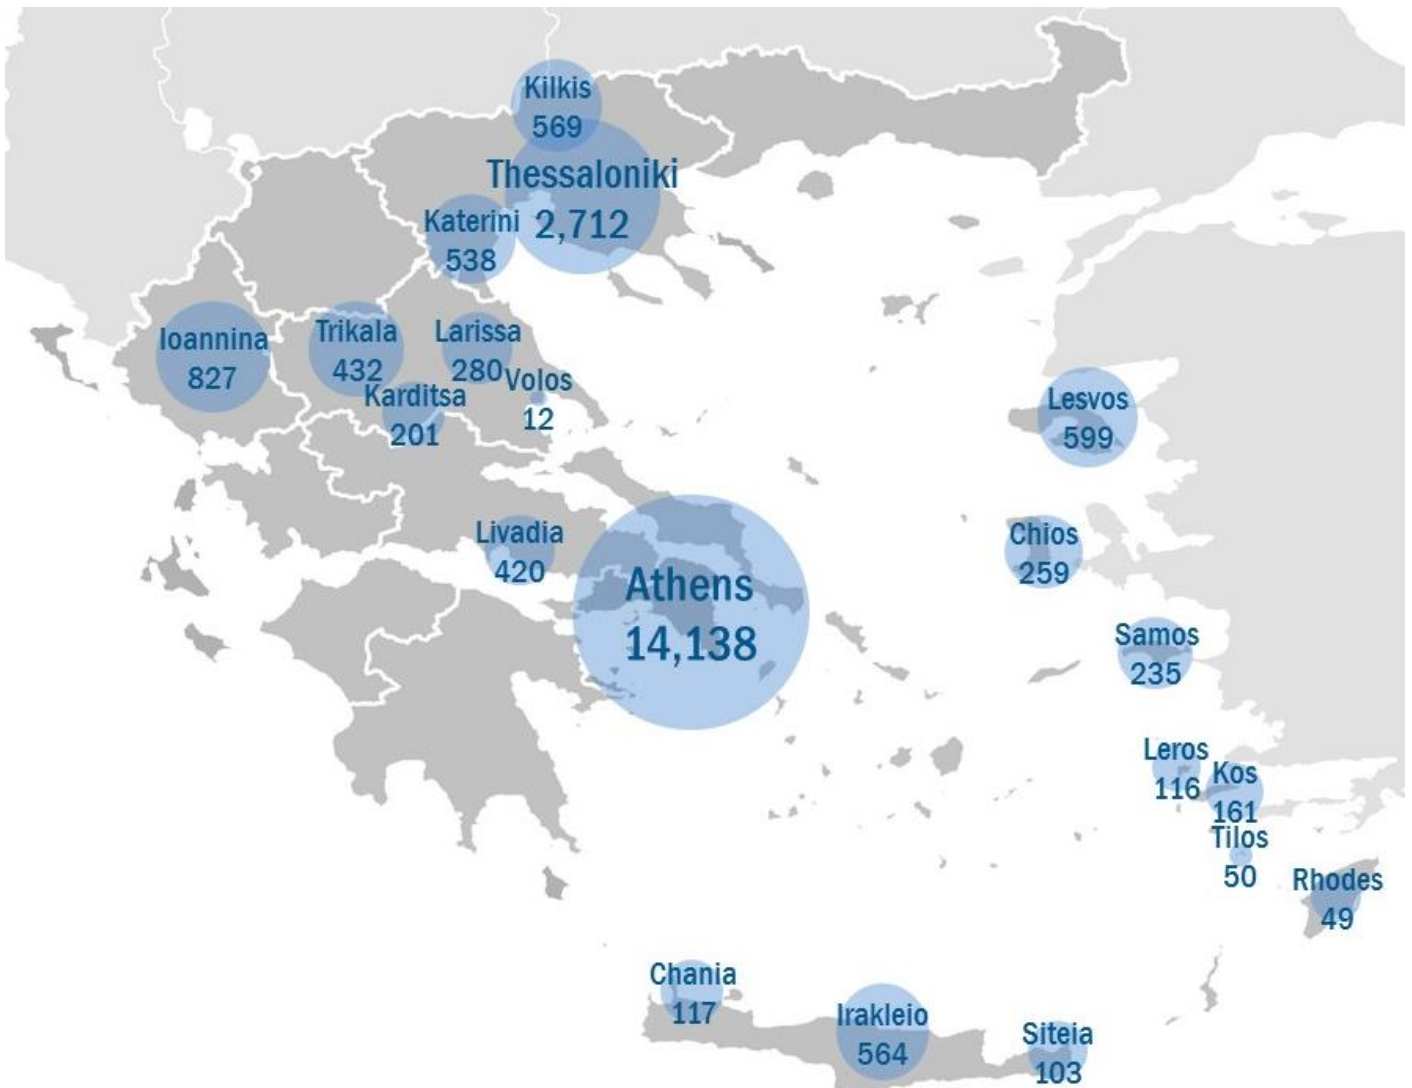 Kilkis
569
Thessaloniki
2,712
Katerini
538
Ioannina
827
Trikala
432
Larissa
280
Volos
12
Karditsa
201
Lesvos
599
Livadia
420
Athens
14,138
Chios
259
Samos
235
Leros
116
Kos
161
Tilos
50
Rhodes
49
Chania
117
Irakleio
564
Siteia
103